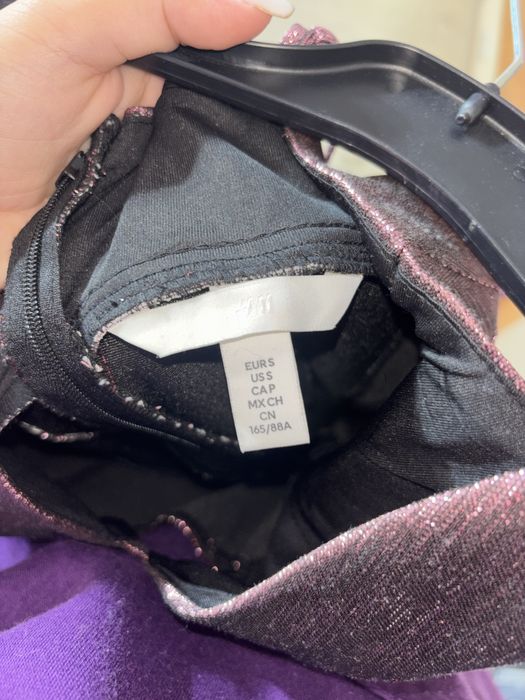 H&M
EUR S
US S
CA P
MX CH
CN
165/88A